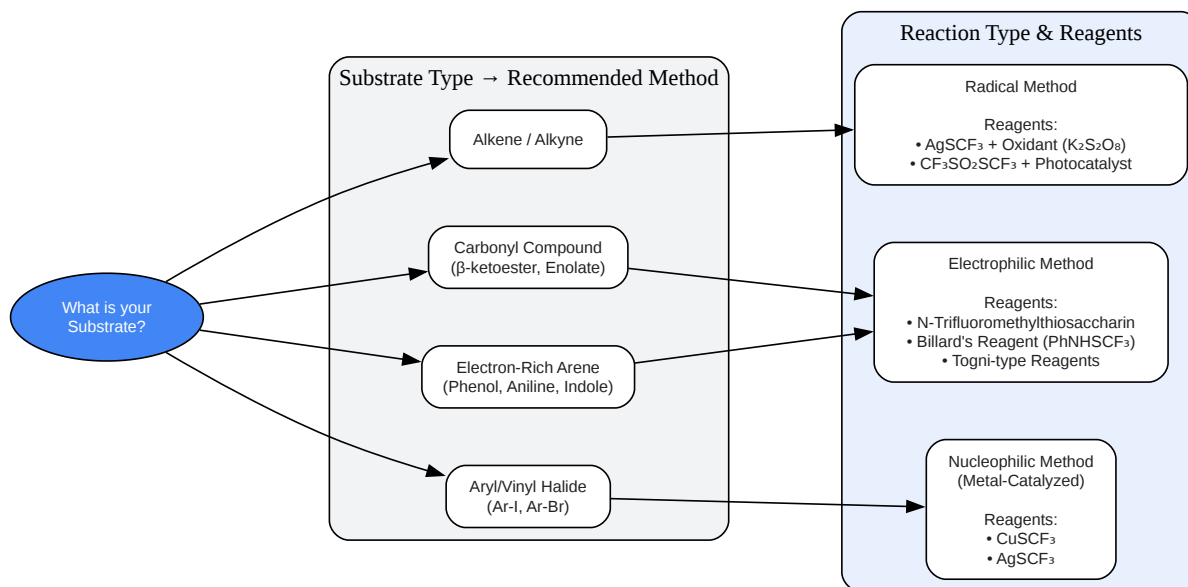 What is your
Substrate?
Substrate Type → Recommended Method
Alkene / Alkyne
Carbonyl Compound
(β-ketoester, Enolate)
Electron-Rich Arene
(Phenol, Aniline, Indole)
Aryl/Vinyl Halide
(Ar-I, Ar-Br)
Reaction Type & Reagents
Radical Method
Reagents:
• AgSCF₃ + Oxidant (K₂S₂O₈)
• CF₃SO₂SCF₃ + Photocatalyst
Electrophilic Method
Reagents:
• N-Trifluoromethylthiosaccharin
• Billard's Reagent (PhNHSCF₃)
• Togni-type Reagents
Nucleophilic Method
(Metal-Catalyzed)
Reagents:
• CuSCF₃
• AgSCF₃